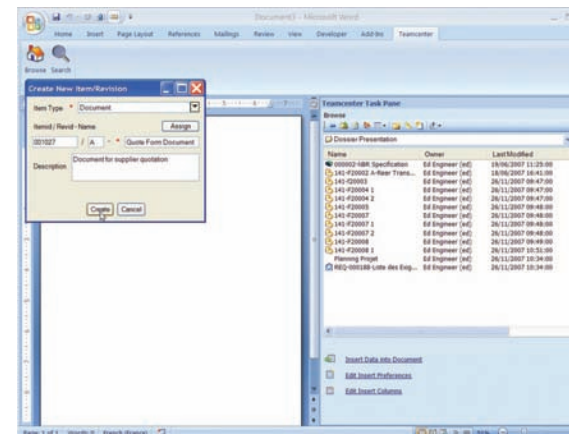 Document3 - Microsoft Word
Home Insert Page Layout References Mailings Review View Developer Add-Ins Teamcenter
Browse Search
Create New Item/Revision
Item Type * Document
ItemId / RevId - Name Assign
001027 / A - * Quote Form Document
Description Document for supplier quotation
Create Cancel
Teamcenter Task Pane
Browse
Dossier Presentation
Name Owner Last Modified
000002-NBR Specification Ed Engineer (ed) 19/06/2007 11:25:00
141-F20002 A-Rear Trans... Ed Engineer (ed) 18/06/2007 16:41:00
141-F20003 Ed Engineer (ed) 26/11/2007 09:47:00
141-F20004 1 Ed Engineer (ed) 26/11/2007 09:47:00
141-F20004 2 Ed Engineer (ed) 26/11/2007 09:47:00
141-F20005 Ed Engineer (ed) 26/11/2007 09:48:00
141-F20007 Ed Engineer (ed) 26/11/2007 09:48:00
141-F20007 1 Ed Engineer (ed) 26/11/2007 09:48:00
141-F20007 2 Ed Engineer (ed) 26/11/2007 09:48:00
141-F20008 Ed Engineer (ed) 26/11/2007 09:49:00
141-F20008 1 Ed Engineer (ed) 26/11/2007 10:51:00
Planning Projet Ed Engineer (ed) 26/11/2007 10:34:00
REQ-000188-Liste des Exig... Ed Engineer (ed) 26/11/2007 10:34:00
Insert Data into Document
Edit Insert Preferences
Edit Insert Columns
Page: 1 of 1 Words: 0 French (France)